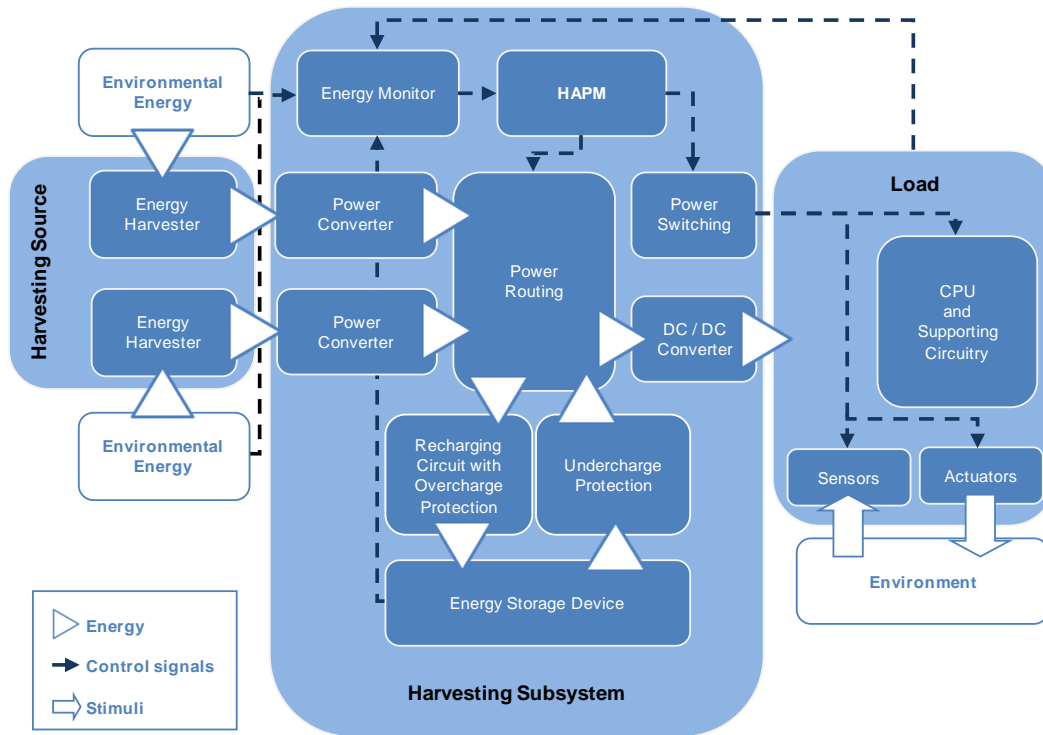 Environmental
Energy
Energy Monitor
HAPM
Harvesting Source
Energy
Harvester
Power
Converter
Power
Routing
Power
Switching
Load
CPU
and
Supporting
Circuitry
Energy
Harvester
Power
Converter
DC / DC
Converter
Environmental
Energy
Recharging
Circuit with
Overcharge
Protection
Undercharge
Protection
Sensors
Actuators
Energy Storage Device
Environment
Energy
Control signals
Stimuli
Harvesting Subsystem